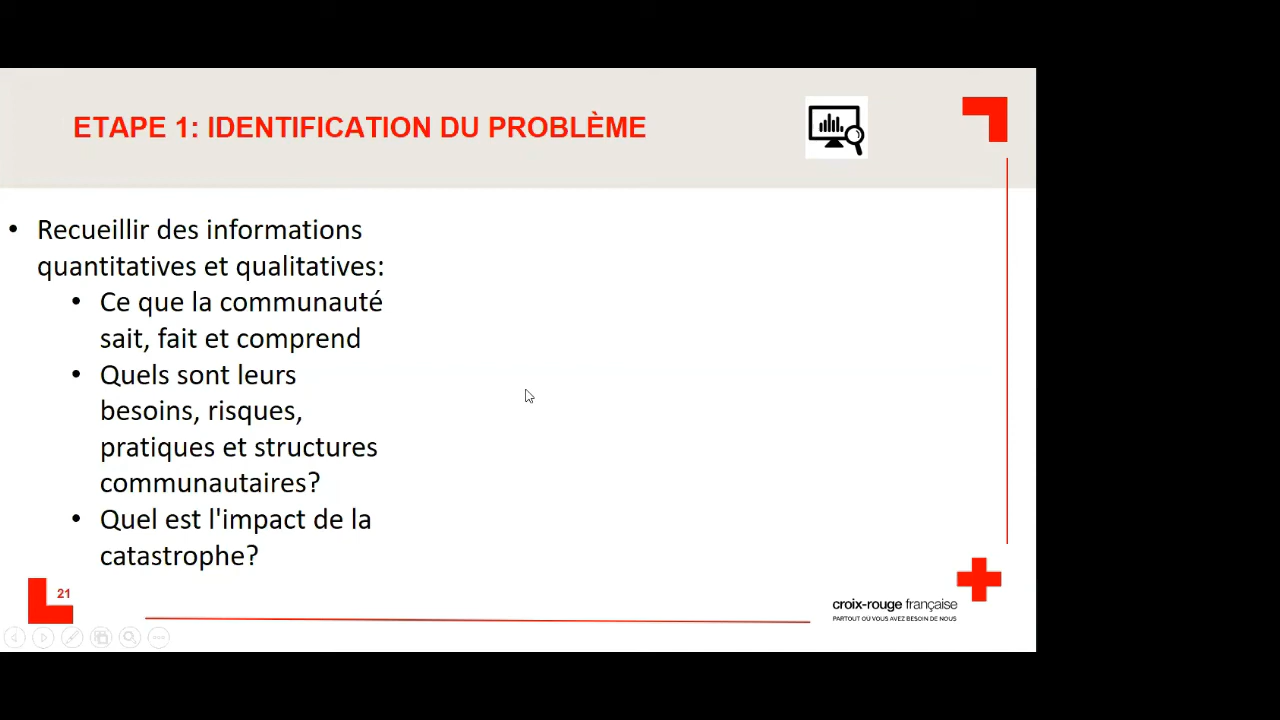 ETAPE 1: IDENTIFICATION DU PROBLÈME
• Recueillir des informations
quantitatives et qualitatives:
• Ce que la communauté
sait, fait et comprend
• Quels sont leurs
besoins, risques,
pratiques et structures
communautaires?
• Quel est l'impact de la
catastrophe?
21
croix-rouge française
PARTOUT OÙ VOUS AVEZ BESOIN DE NOUS